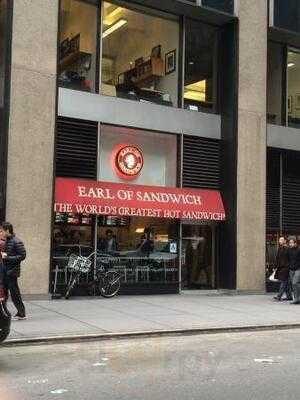 EARL OF SANDWICH
THE WORLD'S GREATEST HOT SANDWICH!